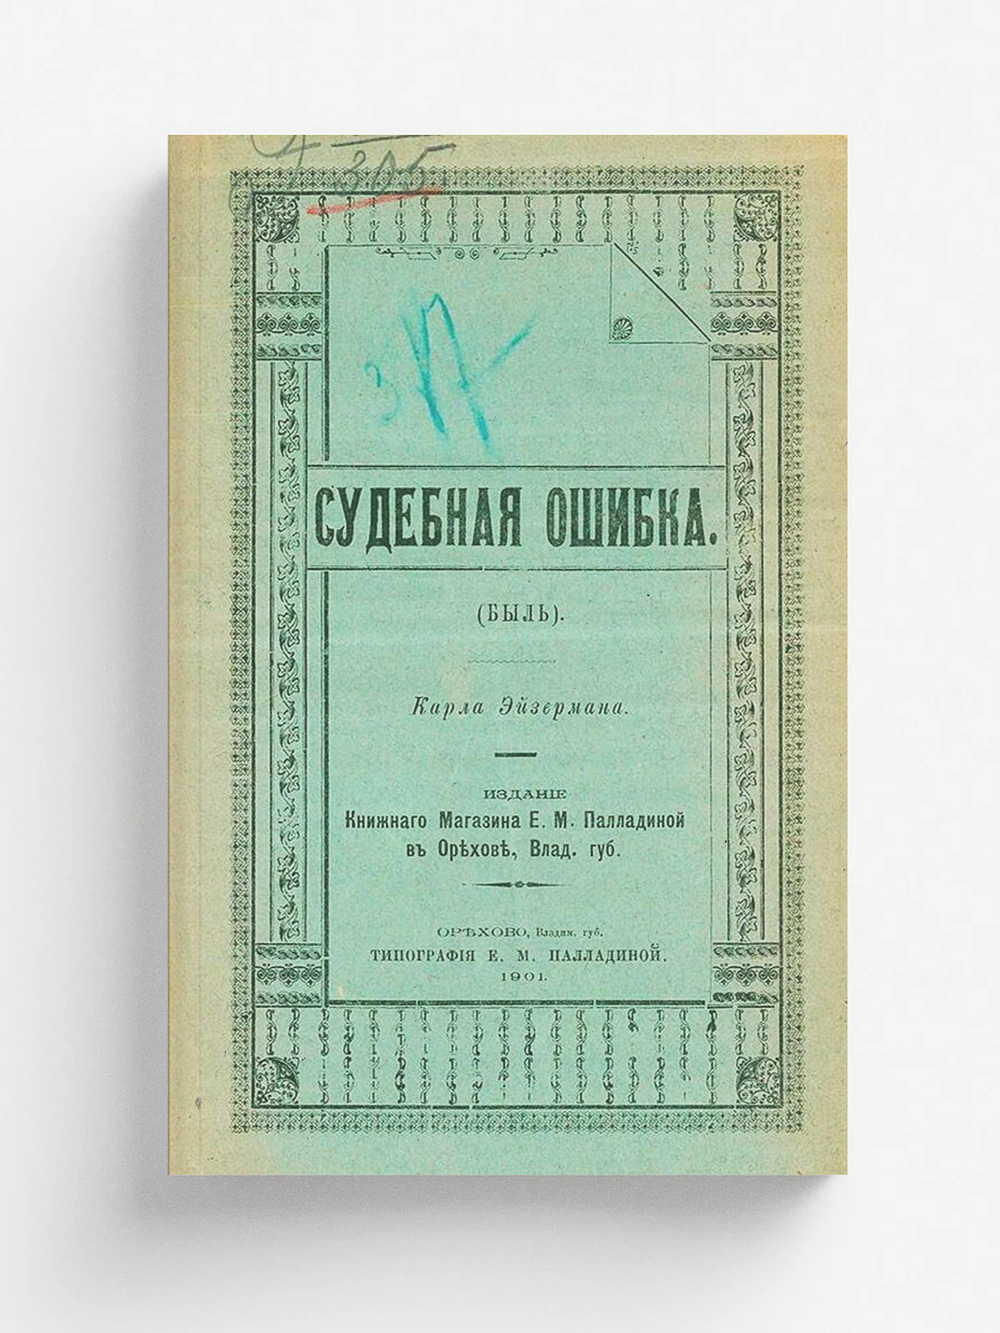 305
СУДЕБНАЯ ОШИБКА.
(БЫЛЬ).
Карла Эйзермана.
ИЗДАНІЕ
Книжнаго Магазина Е. М. Палладиной
въ Орѣховѣ, Влад. губ.
ОРѢХОВО, Владим. губ.
ТИПОГРАФІЯ Е. М. ПАЛЛАДИНОЙ.
1901.